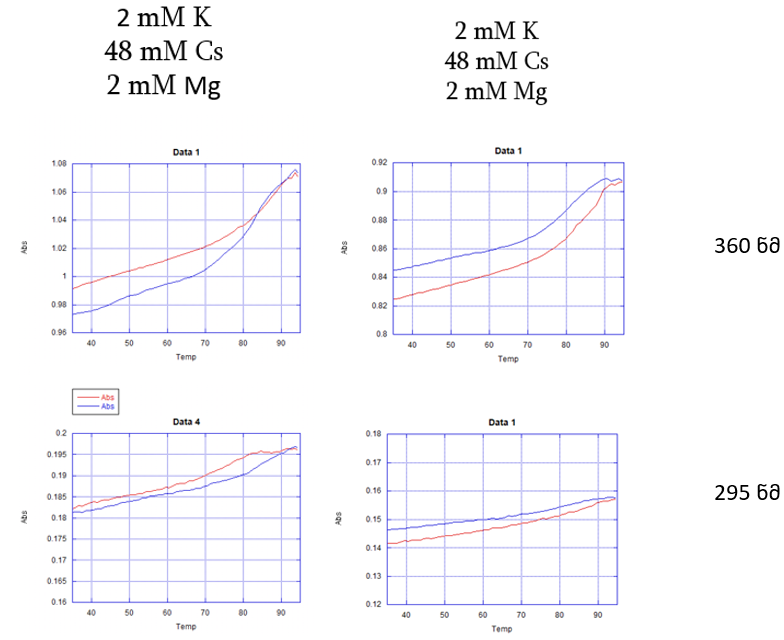 2 mM K
48 mM Cs
2 mM Mg
2 mM K
48 mM Cs
2 mM Mg
Data 1
1.08
1.06
1.04
1.02
1
0.98
0.96
Abs
40 50 60 70 80 90
Temp
Data 1
0.92
0.9
0.88
0.86
0.84
0.82
0.8
Abs
40 50 60 70 80 90
Temp
360 ნმ
Abs
Abs
Data 4
0.2
0.195
0.19
0.185
0.18
0.175
0.17
0.165
0.16
Abs
40 50 60 70 80 90
Temp
Data 1
0.18
0.17
0.16
0.15
0.14
0.13
0.12
Abs
40 50 60 70 80 90
Temp
295 ნმ